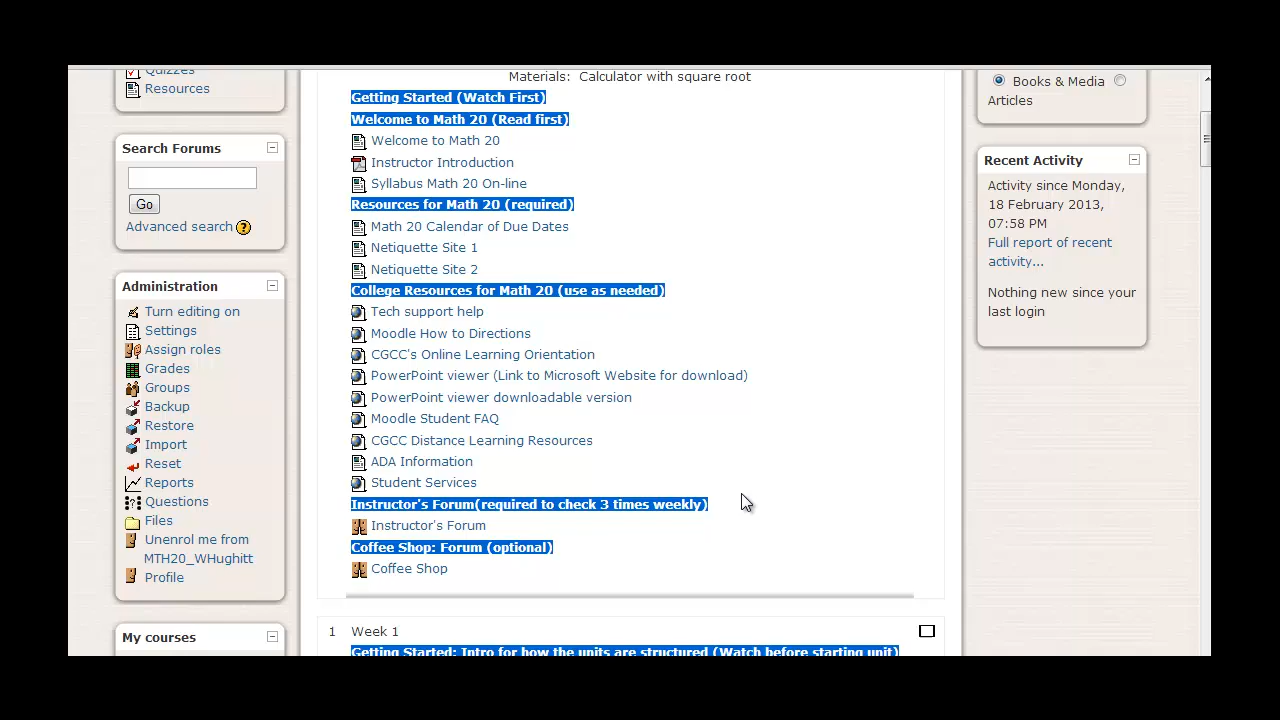 Quizzes
Resources
Search Forums
Go
Advanced search
Administration
Turn editing on
Settings
Assign roles
Grades
Groups
Backup
Restore
Import
Reset
Reports
Questions
Files
Unenrol me from
MTH20_WHughitt
Profile
My courses
Materials: Calculator with square root
Getting Started (Watch First)
Welcome to Math 20 (Read first)
Welcome to Math 20
Instructor Introduction
Syllabus Math 20 On-line
Resources for Math 20 (required)
Math 20 Calendar of Due Dates
Netiquette Site 1
Netiquette Site 2
College Resources for Math 20 (use as needed)
Tech support help
Moodle How to Directions
CGCC's Online Learning Orientation
PowerPoint viewer (Link to Microsoft Website for download)
PowerPoint viewer downloadable version
Moodle Student FAQ
CGCC Distance Learning Resources
ADA Information
Student Services
Instructor's Forum(required to check 3 times weekly)
Instructor's Forum
Coffee Shop: Forum (optional)
Coffee Shop
1 Week 1
Getting Started: Intro for how the units are structured (Watch before starting unit)
Books & Media
Articles
Recent Activity
Activity since Monday,
18 February 2013,
07:58 PM
Full report of recent
activity...
Nothing new since your
last login